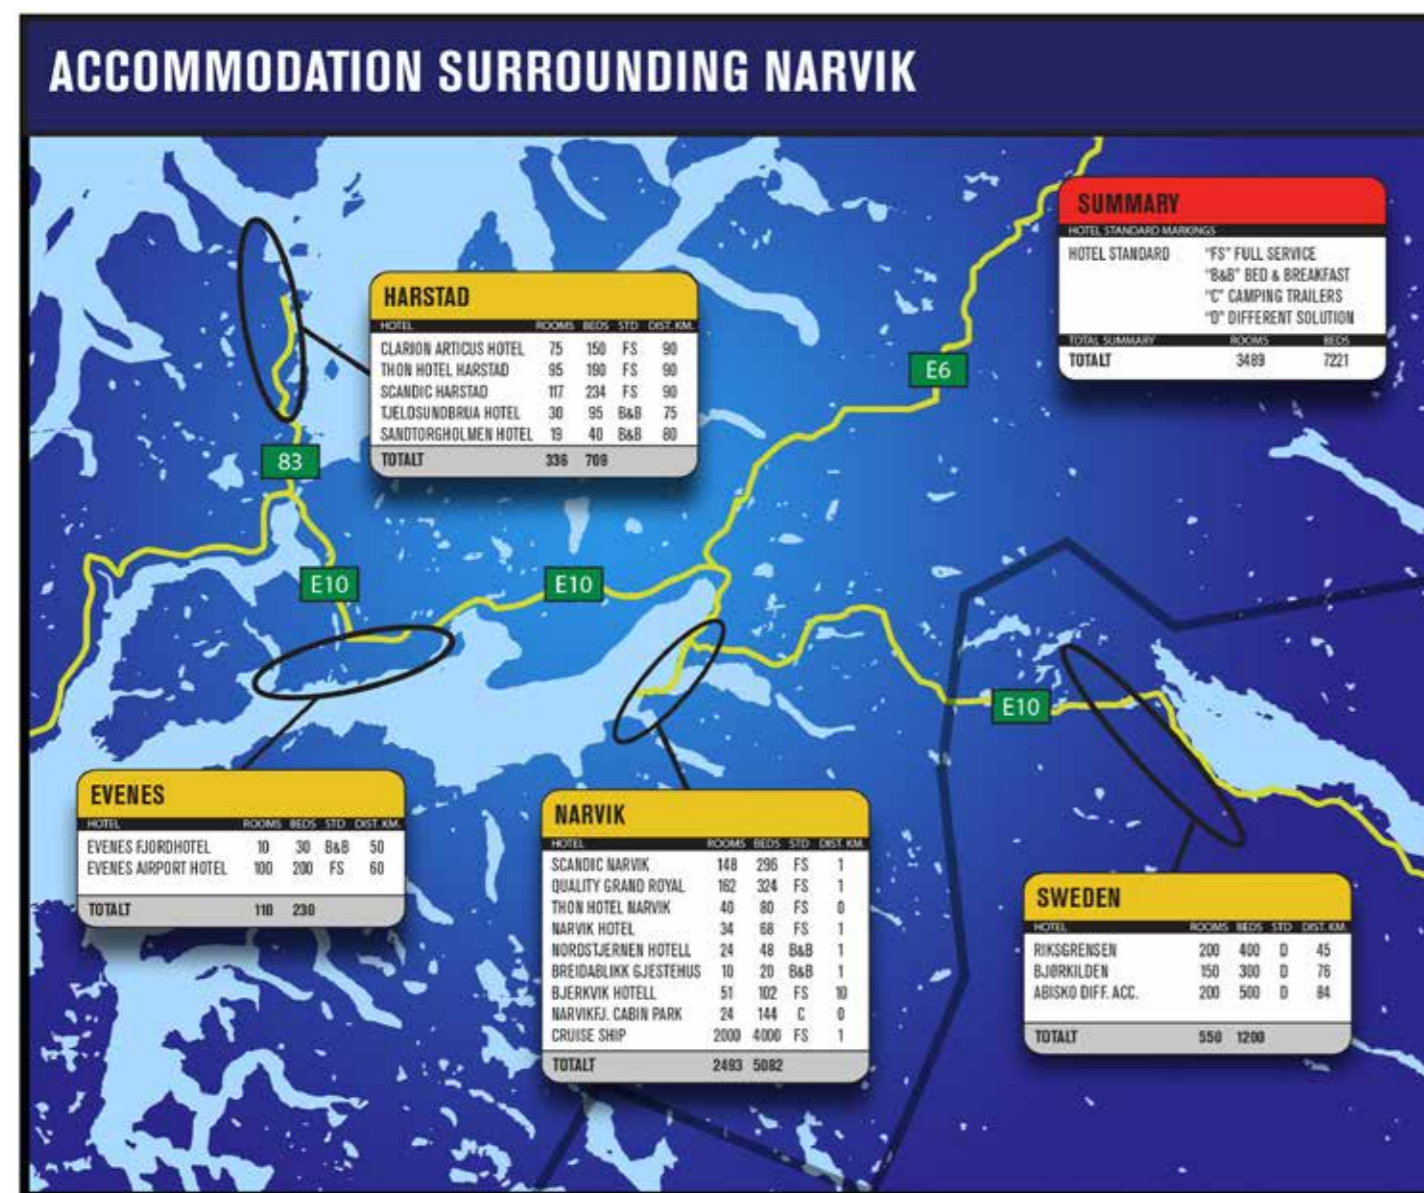 ACCOMMODATION SURROUNDING NARVIK
SUMMARY
HOTEL STANDARD MARKINGS
HOTEL STANDARD "FS" FULL SERVICE
"B&B" BED & BREAKFAST
"C" CAMPING TRAILERS
"D" DIFFERENT SOLUTION
TOTAL SUMMARY ROOMS BEDS
TOTALT 3489 7221
HARSTAD
HOTEL ROOMS BEDS STD DIST. KM.
CLARION ARTICUS HOTEL 75 150 FS 90
THON HOTEL HARSTAD 95 190 FS 90
SCANDIC HARSTAD 117 234 FS 90
TJELDSUNDBRUA HOTEL 30 95 B&B 75
SANDTORGHOLMEN HOTEL 19 40 B&B 80
TOTALT 336 709
E6
83
E10
E10
E10
EVENES
HOTEL ROOMS BEDS STD DIST. KM.
EVENES FJORDHOTEL 10 30 B&B 50
EVENES AIRPORT HOTEL 100 200 FS 60
TOTALT 110 230
NARVIK
HOTEL ROOMS BEDS STD DIST. KM.
SCANDIC NARVIK 148 296 FS 1
QUALITY GRAND ROYAL 162 324 FS 1
THON HOTEL NARVIK 40 80 FS 0
NARVIK HOTEL 34 68 FS 1
NORDSTJERNEN HOTELL 24 48 B&B 1
BREIDABLIKK GJESTEHUS 10 20 B&B 1
BJERKVIK HOTELL 51 102 FS 10
NARVIKFJ. CABIN PARK 24 144 C 0
CRUISE SHIP 2000 4000 FS 1
TOTALT 2493 5082
SWEDEN
HOTEL ROOMS BEDS STD DIST. KM.
RIKSGRENSEN 200 400 D 45
BJØRKILDEN 150 300 D 76
ABISKO DIFF. ACC. 200 500 D 84
TOTALT 550 1200